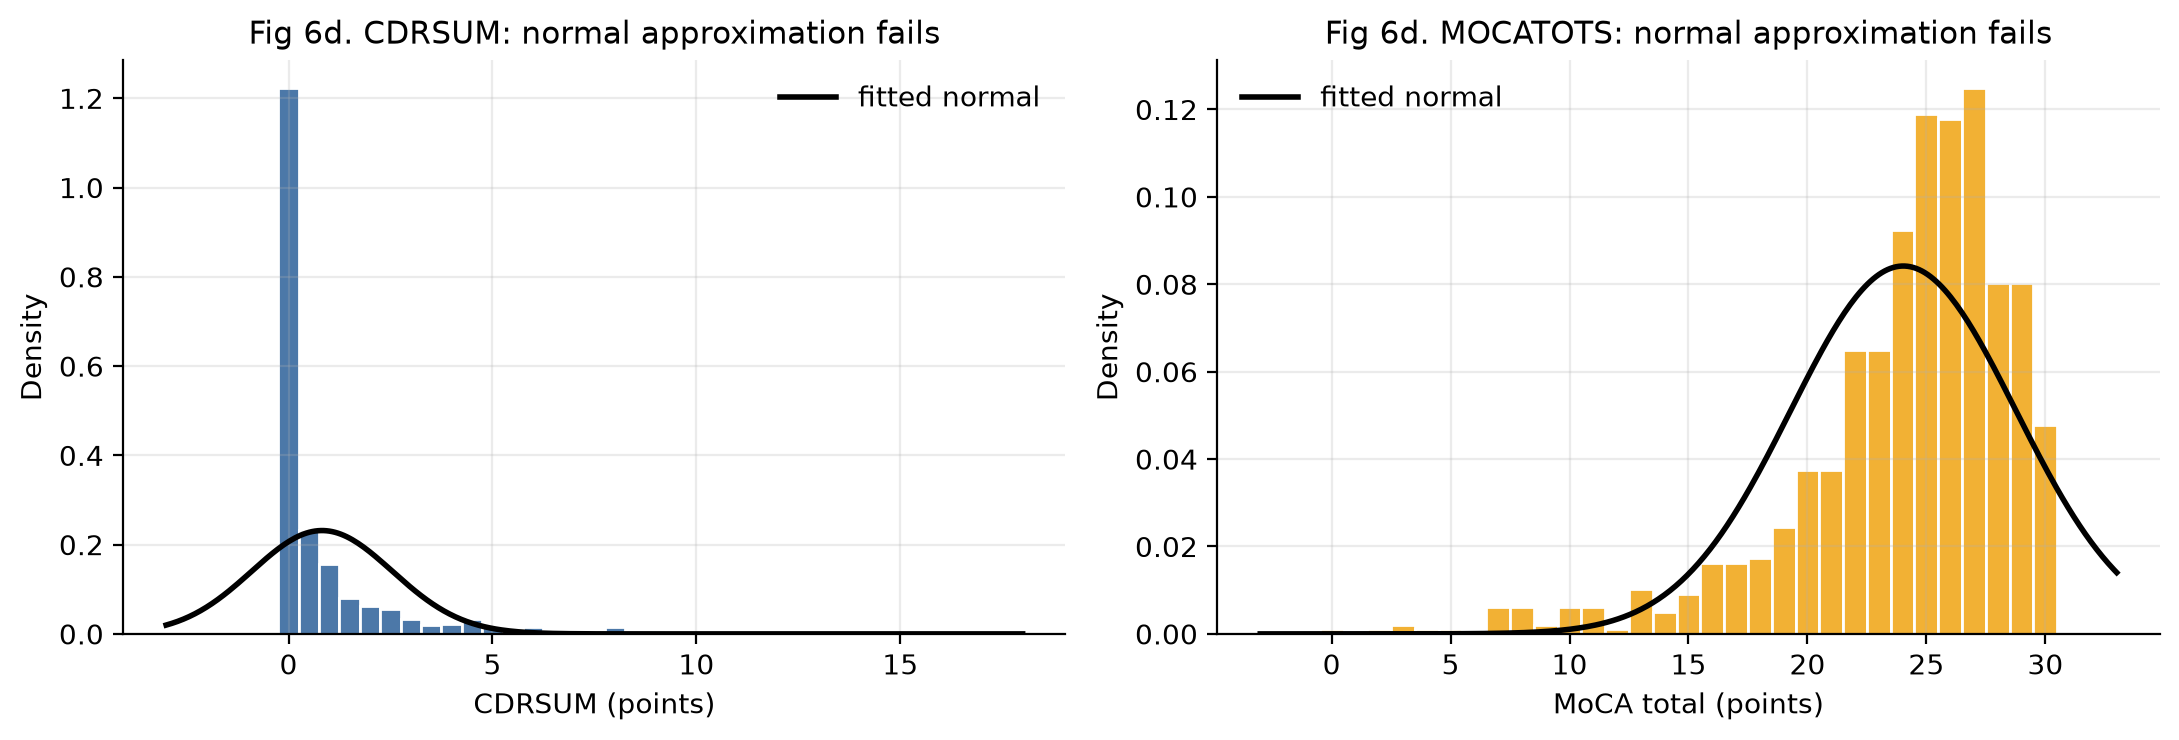 Fig 6d. CDRSUM: normal approximation fails
fitted normal
1.2
1.0
0.8
0.6
0.4
0.2
0.0
Density
0 5 10 15
CDRSUM (points)
Fig 6d. MOCATOTS: normal approximation fails
fitted normal
0.12
0.10
0.08
0.06
0.04
0.02
0.00
Density
0 5 10 15 20 25 30
MoCA total (points)